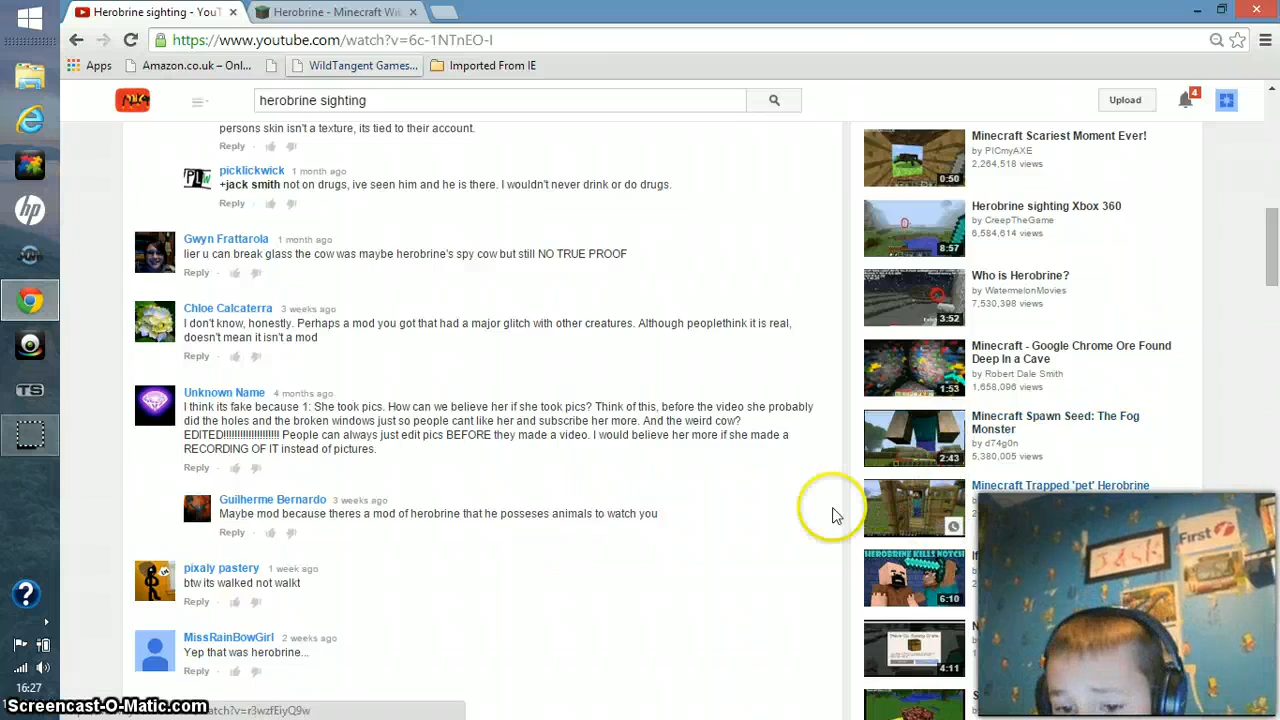 Herobrine sighting - YouT
Herobrine - Minecraft Wi
https://www.youtube.com/watch?v=6c-1NTnEO-I
Apps
Amazon.co.uk – Onl...
WildTangent Games...
Imported From IE
herobrine sighting
Upload
4
persons skin isn't a texture, its tied to their account.
Reply
picklickwick 1 month ago
+jack smith not on drugs, ive seen him and he is there. I wouldn't never drink or do drugs.
Reply
Gwyn Frattarola 1 month ago
lier u can break glass the cow was maybe herobrine's spy cow but still NO TRUE PROOF
Reply
Chloe Calcaterra 3 weeks ago
I don't know, honestly. Perhaps a mod you got that had a major glitch with other creatures. Although peoplethink it is real,
doesn't mean it isn't a mod
Reply
Unknown Name 4 months ago
I think its fake because 1: She took pics. How can we believe her if she took pics? Think of this, before the video she probably
did the holes and the broken windows just so people cant like her and subscribe her more. And the weird cow?
EDITED!!!!!!!!!!!!!!!!!!! People can always just edit pics BEFORE they made a video. I would believe her more if she made a
RECORDING OF IT instead of pictures.
Reply
Guilherme Bernardo 3 weeks ago
Maybe mod because theres a mod of herobrine that he posseses animals to watch you
Reply
pixaly pastery 1 week ago
btw its walked not walkt
Reply
MissRainBowGirl 2 weeks ago
Yep that was herobrine...
Reply
Minecraft Scariest Moment Ever!
by PICmyAXE
2,264,518 views
0:50
Herobrine sighting Xbox 360
by CreepTheGame
6,584,614 views
8:57
Who is Herobrine?
by WatermelonMovies
7,530,398 views
3:52
Minecraft - Google Chrome Ore Found
Deep In a Cave
by Robert Dale Smith
1,658,096 views
1:53
Minecraft Spawn Seed: The Fog
Monster
by d74g0n
5,380,005 views
2:43
Minecraft Trapped 'pet' Herobrine
HEROBRINE KILLS NOTCH
6:10
4:11
hp
TS
16:27
Screencast-O-Matic.com